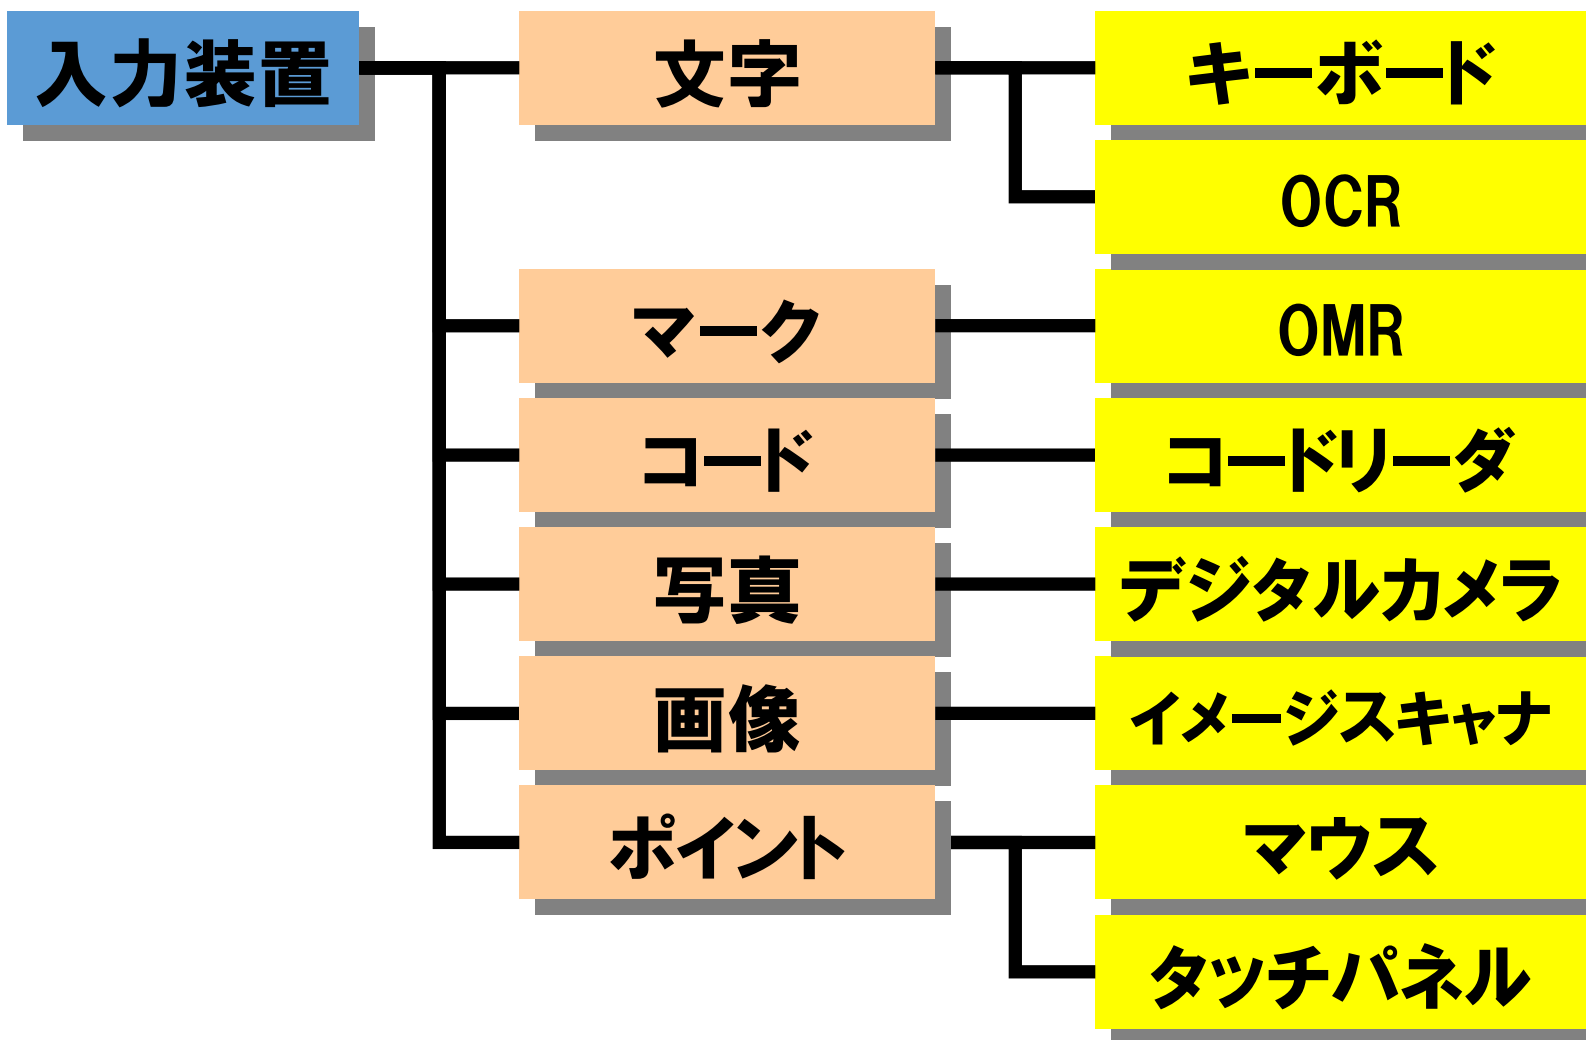 入力装置
文字
キーボード
OCR
マーク
OMR
コード
コードリーダ
写真
デジタルカメラ
画像
イメージスキャナ
ポイント
マウス
タッチパネル